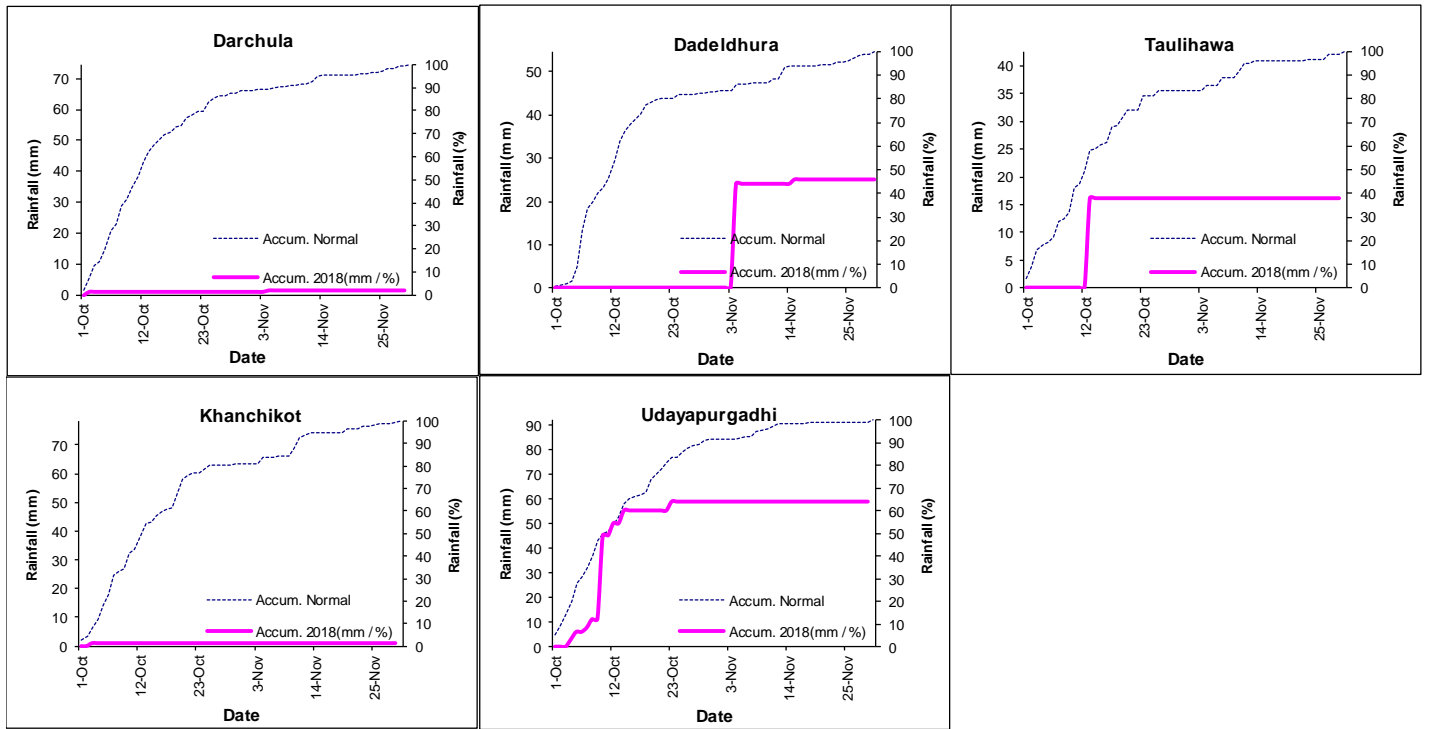 Darchula
Rainfall (mm)
70
60
50
40
30
20
10
0
100
90
80
70
60
50
40
30
20
10
0
Rainfall (%)
Accum. Normal
Accum. 2018(mm / %)
1-Oct
12-Oct
23-Oct
3-Nov
14-Nov
25-Nov
Date
Dadeldhura
Rainfall (mm)
50
40
30
20
10
0
100
90
80
70
60
50
40
30
20
10
0
Rainfall (%)
Accum. Normal
Accum. 2018(mm / %)
1-Oct
12-Oct
23-Oct
3-Nov
14-Nov
25-Nov
Date
Taulihawa
Rainfall (mm)
40
35
30
25
20
15
10
5
0
100
90
80
70
60
50
40
30
20
10
0
Rainfall (%)
Accum. Normal
Accum. 2018(mm / %)
1-Oct
12-Oct
23-Oct
3-Nov
14-Nov
25-Nov
Date
Khanchikot
Rainfall (mm)
70
60
50
40
30
20
10
0
100
90
80
70
60
50
40
30
20
10
0
Rainfall (%)
Accum. Normal
Accum. 2018(mm / %)
1-Oct
12-Oct
23-Oct
3-Nov
14-Nov
25-Nov
Date
Udayapurgadhi
Rainfall (mm)
90
80
70
60
50
40
30
20
10
0
100
90
80
70
60
50
40
30
20
10
0
Rainfall (%)
Accum. Normal
Accum. 2018(mm / %)
1-Oct
12-Oct
23-Oct
3-Nov
14-Nov
25-Nov
Date